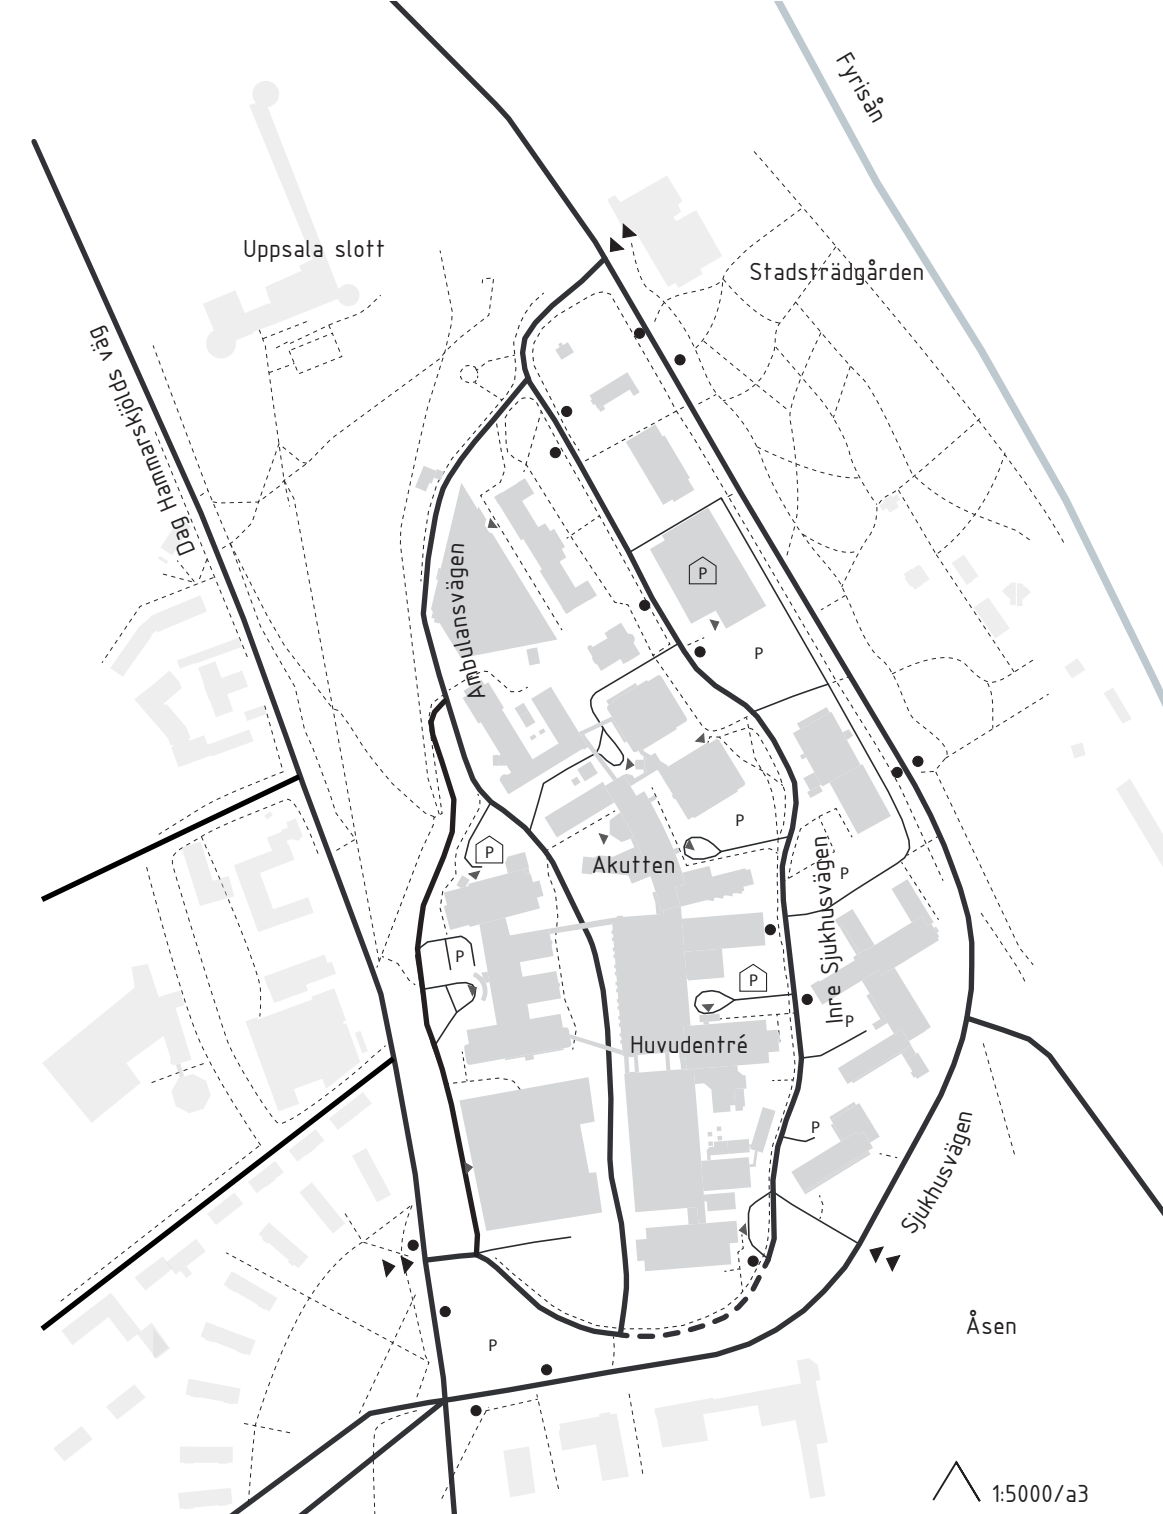 Fyrisån
Uppsala slott
Stadsträdgården
Dag Hammarskjölds väg
P
Ambulansvägen
P
P
P
Akutten
P
Inre Sjukhusvägen
P
P
P
Huvudentré
P
Sjukhusvägen
Åsen
P
1:5000/a3